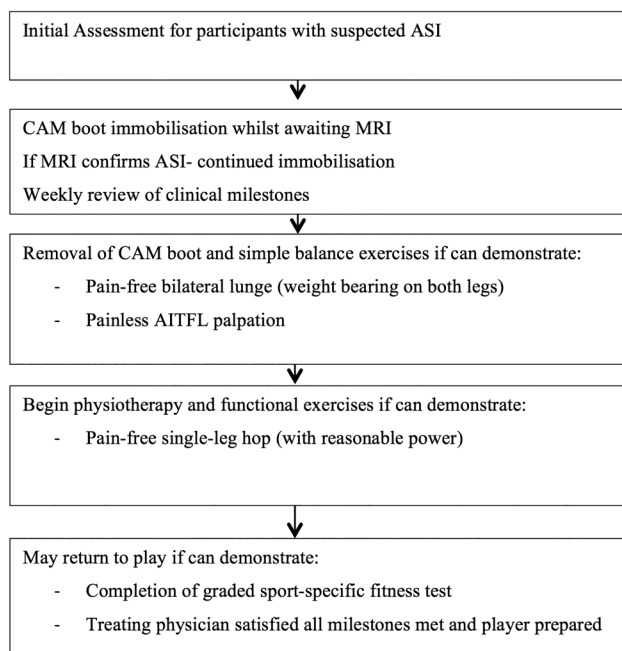 Initial Assessment for participants with suspected ASI
CAM boot immobilisation whilst awaiting MRI
If MRI confirms ASI- continued immobilisation
Weekly review of clinical milestones
Removal of CAM boot and simple balance exercises if can demonstrate:
- Pain-free bilateral lunge (weight bearing on both legs)
- Painless AITFL palpation
Begin physiotherapy and functional exercises if can demonstrate:
- Pain-free single-leg hop (with reasonable power)
May return to play if can demonstrate:
- Completion of graded sport-specific fitness test
- Treating physician satisfied all milestones met and player prepared